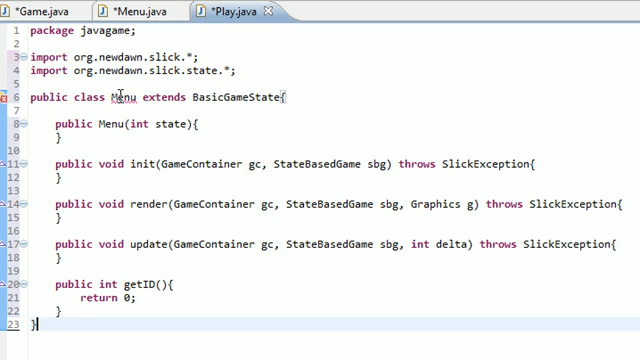 *Game.java *Menu.java *Play.java
1 package javagame;
2
3 import org.newdawn.slick.*;
4 import org.newdawn.slick.state.*;
5
6 public class Menu extends BasicGameState{
7
8 public Menu(int state){
9 }
10
11 public void init(GameContainer gc, StateBasedGame sbg) throws SlickException{
12 }
13
14 public void render(GameContainer gc, StateBasedGame sbg, Graphics g) throws SlickException{
15 }
16
17 public void update(GameContainer gc, StateBasedGame sbg, int delta) throws SlickException{
18 }
19
20 public int getID(){
21 return 0;
22 }
23 }